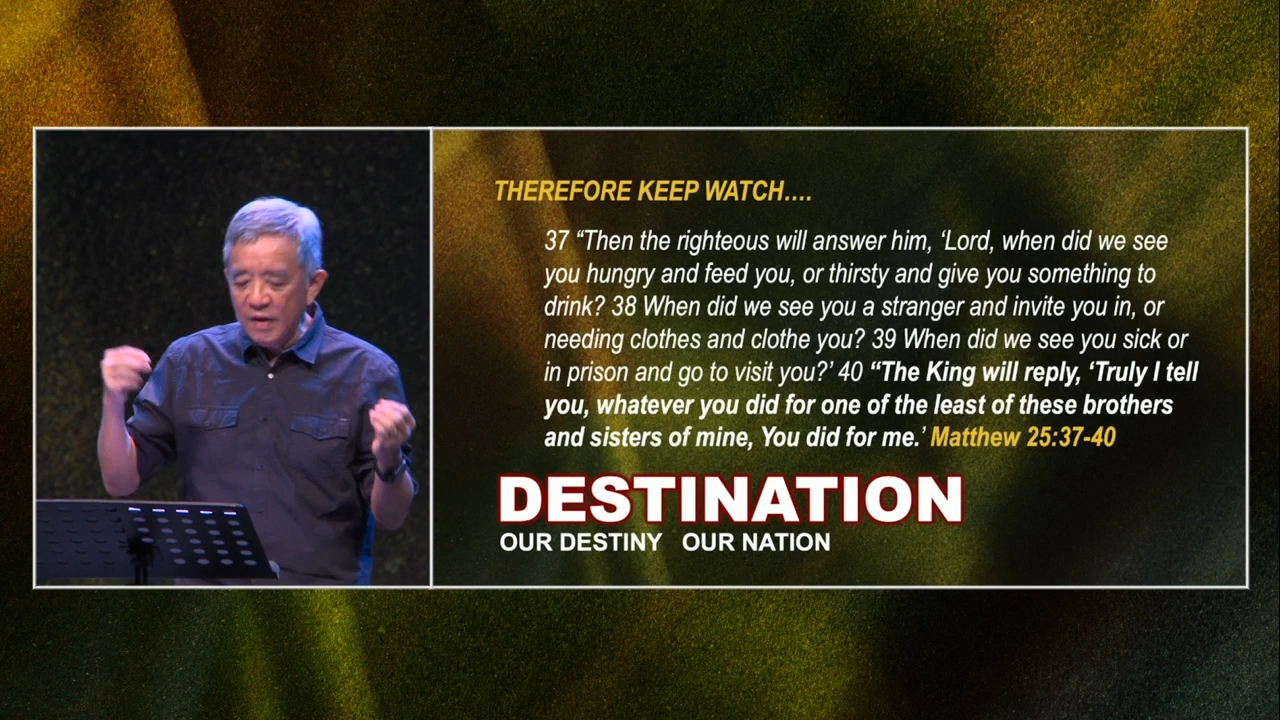 THEREFORE KEEP WATCH....
37 “Then the righteous will answer him, ‘Lord, when did we see
you hungry and feed you, or thirsty and give you something to
drink? 38 When did we see you a stranger and invite you in, or
needing clothes and clothe you? 39 When did we see you sick or
in prison and go to visit you?’ 40 “The King will reply, ‘Truly I tell
you, whatever you did for one of the least of these brothers
and sisters of mine, You did for me.’ Matthew 25:37-40
DESTINATION
OUR DESTINY OUR NATION